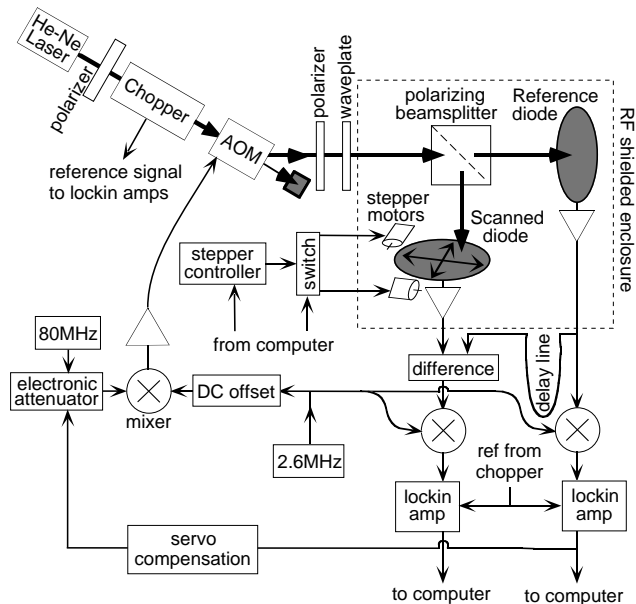 He-Ne
Laser
polarizer
Chopper
reference signal
to lockin amps
AOM
polarizer
waveplate
polarizing
beamsplitter
Reference
diode
RF shielded enclosure
stepper
motors
Scanned
diode
stepper
controller
switch
from computer
80MHz
electronic
attenuator
mixer
DC offset
2.6MHz
difference
delay line
ref from
chopper
lockin
amp
lockin
amp
servo
compensation
to computer
to computer